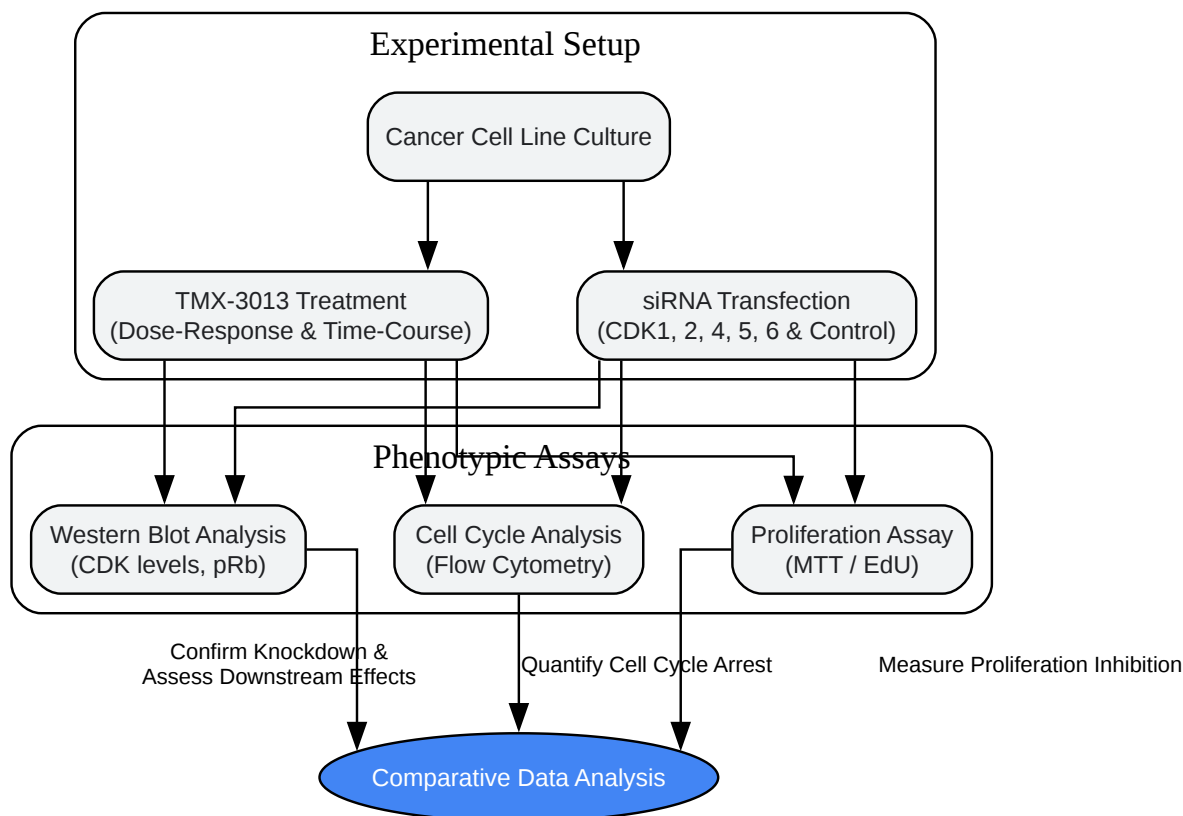 Experimental Setup
Cancer Cell Line Culture
TMX-3013 Treatment
(Dose-Response & Time-Course)
siRNA Transfection
(CDK1, 2, 4, 5, 6 & Control)
Phenotypic Assays
Western Blot Analysis
(CDK levels, pRb)
Cell Cycle Analysis
(Flow Cytometry)
Proliferation Assay
(MTT / EdU)
Confirm Knockdown &
Assess Downstream Effects
Quantify Cell Cycle Arrest
Measure Proliferation Inhibition
Comparative Data Analysis